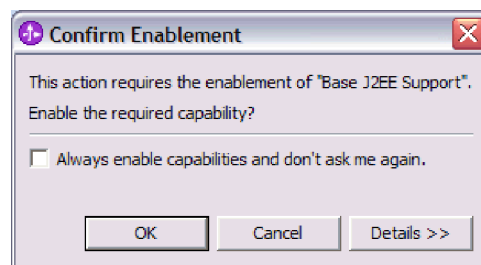 Confirm Enablement
This action requires the enablement of "Base J2EE Support".
Enable the required capability?
Always enable capabilities and don't ask me again.
OK Cancel Details >>